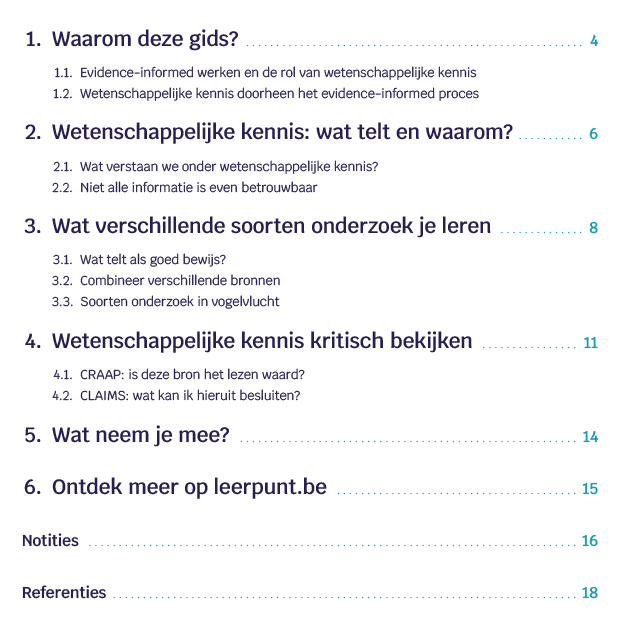 1. Waarom deze gids? 4
1.1. Evidence-informed werken en de rol van wetenschappelijke kennis
1.2. Wetenschappelijke kennis doorheen het evidence-informed proces
2. Wetenschappelijke kennis: wat telt en waarom? 6
2.1. Wat verstaan we onder wetenschappelijke kennis?
2.2. Niet alle informatie is even betrouwbaar
3. Wat verschillende soorten onderzoek je leren 8
3.1. Wat telt als goed bewijs?
3.2. Combineer verschillende bronnen
3.3. Soorten onderzoek in vogelvlucht
4. Wetenschappelijke kennis kritisch bekijken 11
4.1. CRAAP: is deze bron het lezen waard?
4.2. CLAIMS: wat kan ik hieruit besluiten?
5. Wat neem je mee? 14
6. Ontdek meer op leerpunt.be 15
Notities 16
Referenties 18